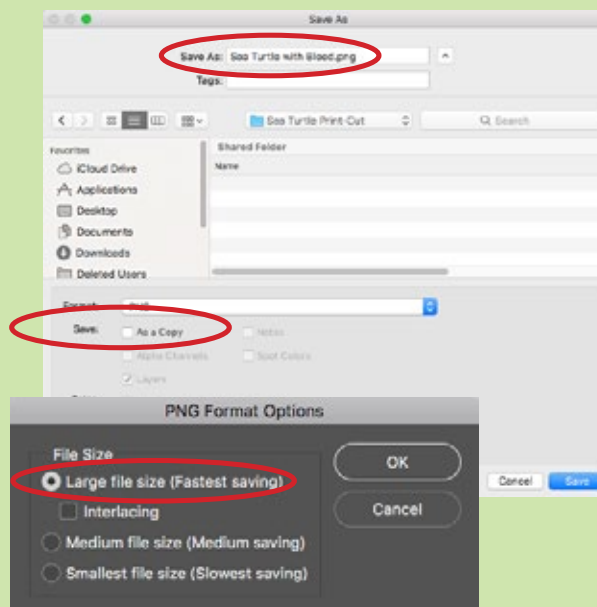 Save As
Save As: Sea Turtle with Bleed.png
Tags:
Sea Turtle Print-Cut
Search
Favorites
Shared Folder
iCloud Drive
Name
Applications
Desktop
Documents
Downloads
Deleted Users
Format: PNG
Save: As a Copy Notes
Alpha Channels Spot Colors
Layers
PNG Format Options
File Size
OK
Large file size (Fastest saving)
Cancel Save
Interlacing
Cancel
Medium file size (Medium saving)
Smallest file size (Slowest saving)